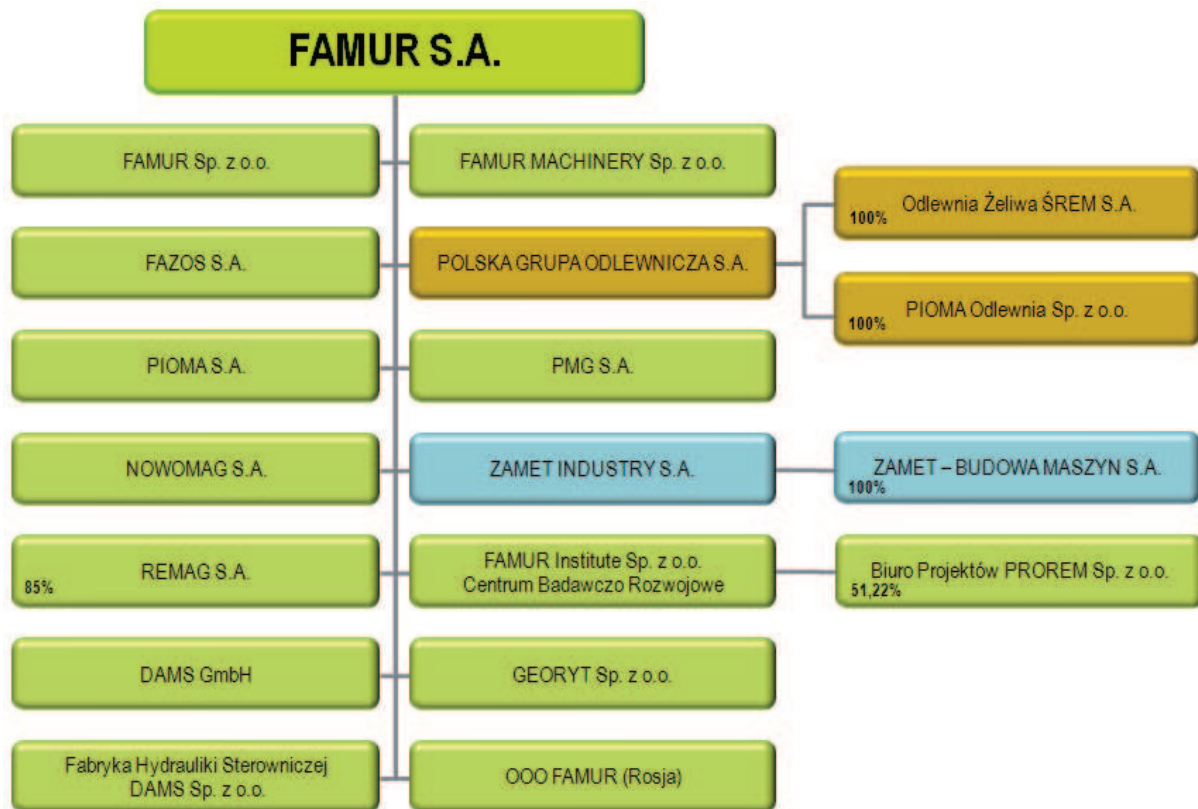 FAMUR S.A.
FAMUR Sp. z o.o.
FAMUR MACHINERY Sp. z o.o.
Odlewnia Żeliwa ŚREM S.A.
100%
FAZOS S.A.
POLSKA GRUPA ODLEWNICZA S.A.
PIOMA Odlewnia Sp. z o.o.
100%
PIOMA S.A.
PMG S.A.
NOWOMAG S.A.
ZAMET INDUSTRY S.A.
ZAMET – BUDOWA MASZYN S.A.
100%
REMAG S.A.
85%
FAMUR Institute Sp. z o.o.
Centrum Badawczo Rozwojowe
Biuro Projektów PROREM Sp. z o.o.
51,22%
DAMS GmbH
GEORYT Sp. z o.o.
Fabryka Hydrauliki Sterowniczej
DAMS Sp. z o.o.
OOO FAMUR (Rosja)